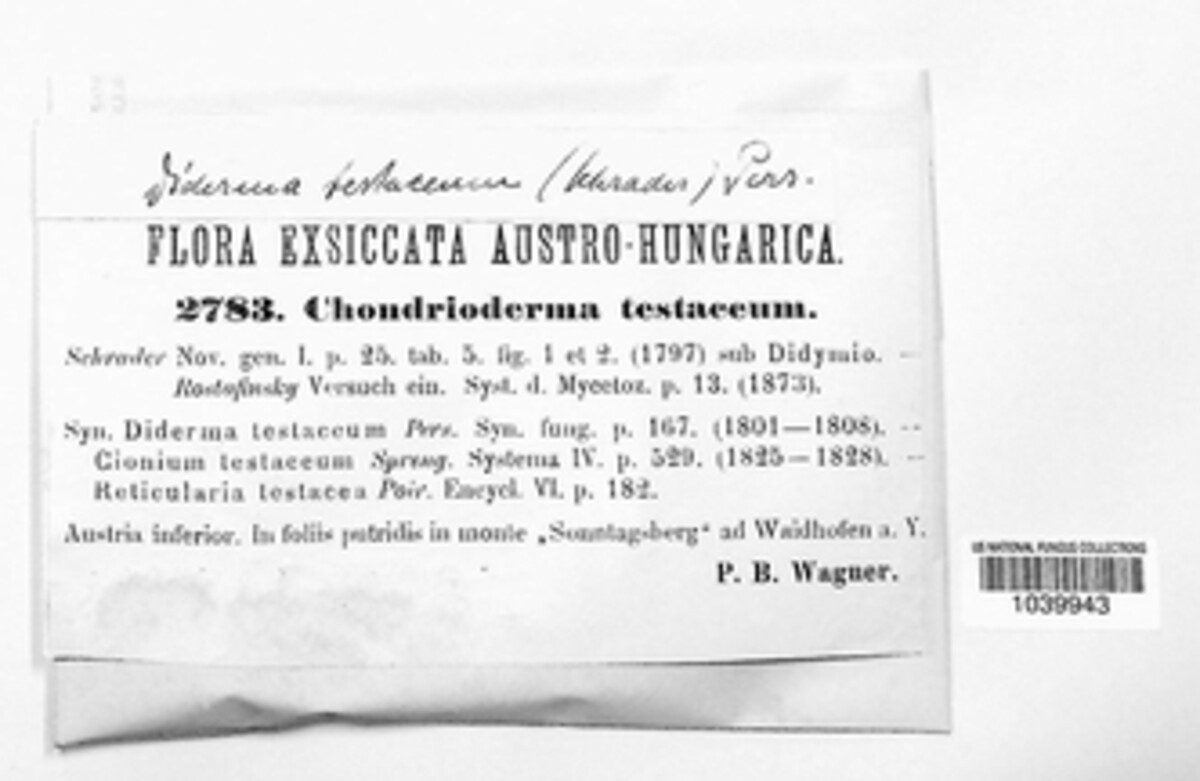 Diderma testaceum (Schrader) Pers.
FLORA EXSICCATA AUSTRO-HUNGARICA.
2783. Chondrioderma testaceum.
Schrader Nov. gen. I. p. 25. tab. 5. fig. 1 et 2. (1797) sub Didymio. —
Rostafinsky Versuch ein. Syst. d. Mycetoz. p. 13. (1873).
Syn. Diderma testaceum Pers. Syn. fung. p. 167. (1801—1808). —
Cionium testaceum Spreng. Systema IV. p. 529. (1825—1828). —
Reticularia testacea Poir. Encycl. VI. p. 182.
Austria inferior. In foliis putridis in monte „Sonntagsberg“ ad Waidhofen a. Y.
P. B. Wagner.
US NATIONAL FUNGUS COLLECTIONS
1039943